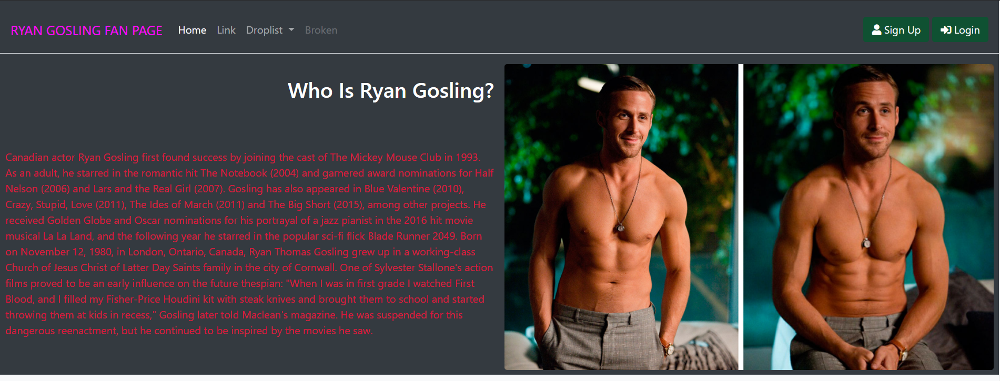 RYAN GOSLING FAN PAGE Home Link Droplist Broken Sign Up Login
Who Is Ryan Gosling?
Canadian actor Ryan Gosling first found success by joining the cast of The Mickey Mouse Club in 1993.
As an adult, he starred in the romantic hit The Notebook (2004) and garnered award nominations for Half
Nelson (2006) and Lars and the Real Girl (2007). Gosling has also appeared in Blue Valentine (2010),
Crazy, Stupid, Love (2011), The Ides of March (2011) and The Big Short (2015), among other projects. He
received Golden Globe and Oscar nominations for his portrayal of a jazz pianist in the 2016 hit movie
musical La La Land, and the following year he starred in the popular sci-fi flick Blade Runner 2049. Born
on November 12, 1980, in London, Ontario, Canada, Ryan Thomas Gosling grew up in a working-class
Church of Jesus Christ of Latter Day Saints family in the city of Cornwall. One of Sylvester Stallone's action
films proved to be an early influence on the future thespian: "When I was in first grade I watched First
Blood, and I filled my Fisher-Price Houdini kit with steak knives and brought them to school and started
throwing them at kids in recess," Gosling later told Maclean's magazine. He was suspended for this
dangerous reenactment, but he continued to be inspired by the movies he saw.